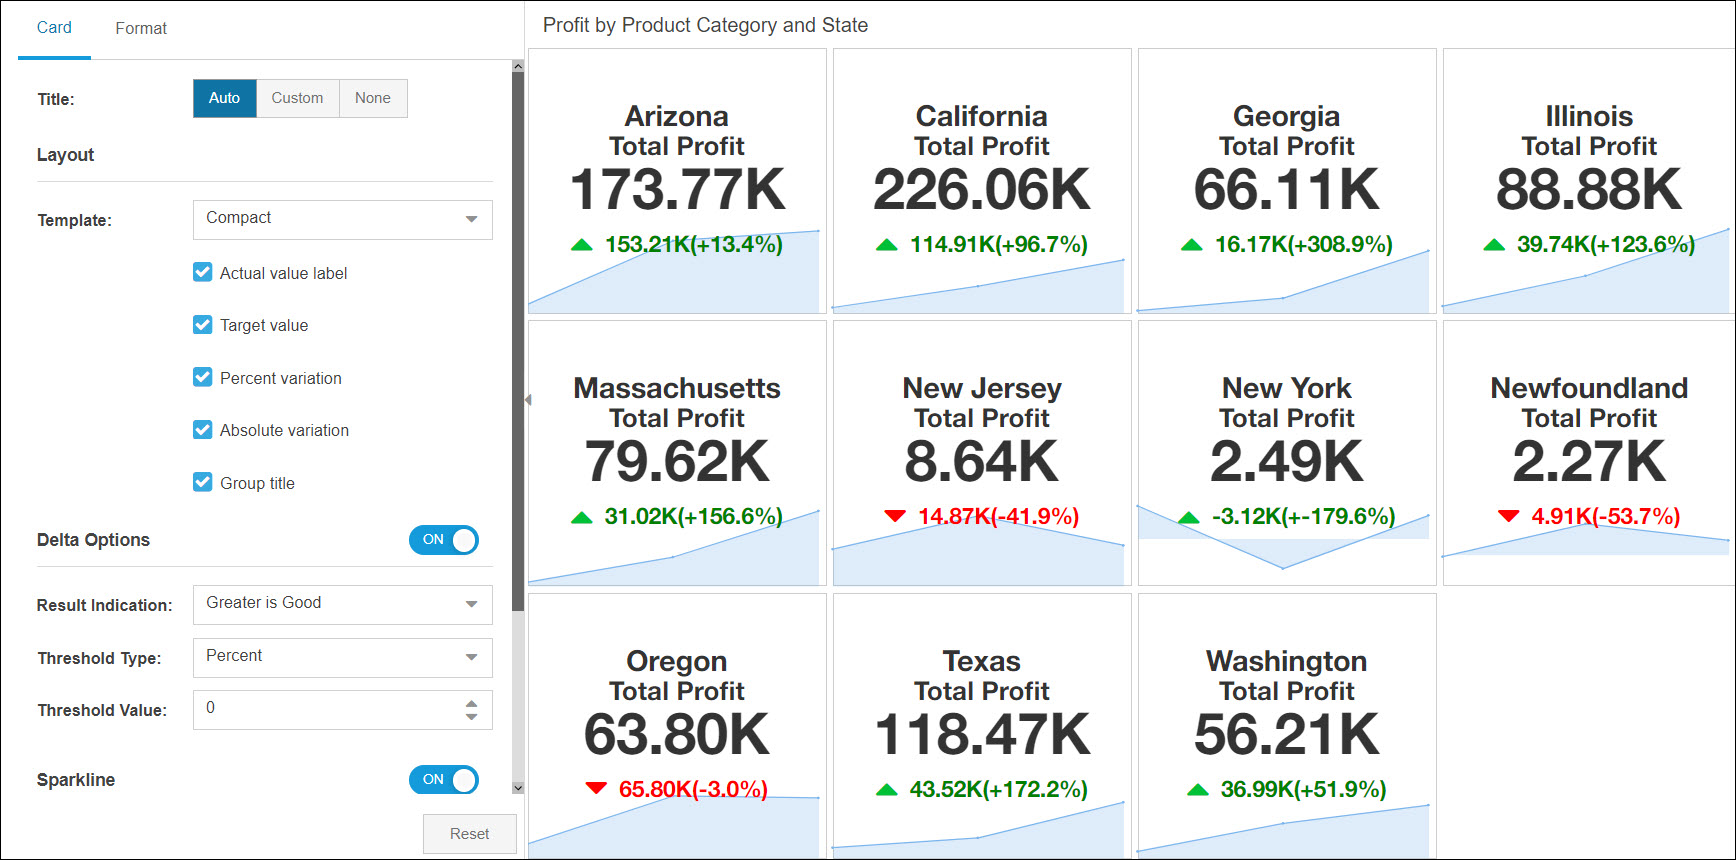 Card
Format
Title:
Auto
Custom
None
Layout
Template:
Compact
Actual value label
Target value
Percent variation
Absolute variation
Group title
Delta Options
ON
Result Indication:
Greater is Good
Threshold Type:
Percent
Threshold Value:
0
Sparkline
ON
Reset
Profit by Product Category and State
Arizona
Total Profit
173.77K
153.21K(+13.4%)
California
Total Profit
226.06K
114.91K(+96.7%)
Georgia
Total Profit
66.11K
16.17K(+308.9%)
Illinois
Total Profit
88.88K
39.74K(+123.6%)
Massachusetts
Total Profit
79.62K
31.02K(+156.6%)
New Jersey
Total Profit
8.64K
14.87K(-41.9%)
New York
Total Profit
2.49K
-3.12K(+-179.6%)
Newfoundland
Total Profit
2.27K
4.91K(-53.7%)
Oregon
Total Profit
63.80K
65.80K(-3.0%)
Texas
Total Profit
118.47K
43.52K(+172.2%)
Washington
Total Profit
56.21K
36.99K(+51.9%)